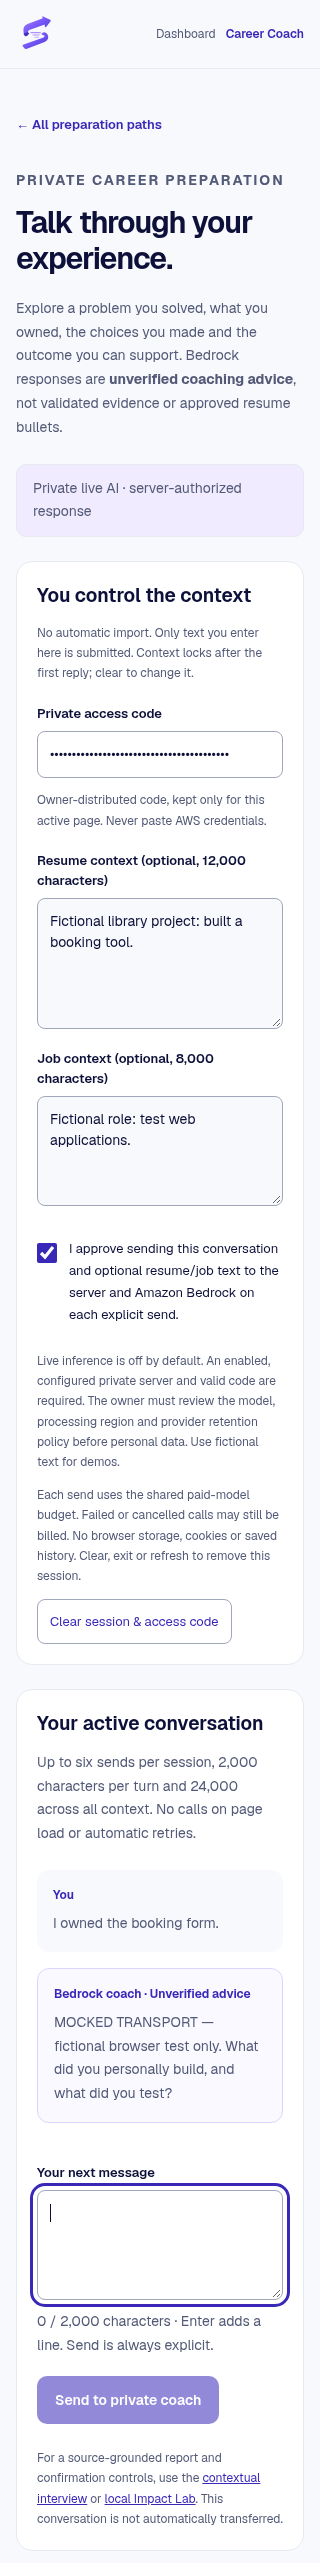 Dashboard Career Coach
← All preparation paths
PRIVATE CAREER PREPARATION
Talk through your
experience.
Explore a problem you solved, what you
owned, the choices you made and the
outcome you can support. Bedrock
responses are unverified coaching advice,
not validated evidence or approved resume
bullets.
Private live AI · server-authorized
response
You control the context
No automatic import. Only text you enter
here is submitted. Context locks after the
first reply; clear to change it.
Private access code
Owner-distributed code, kept only for this
active page. Never paste AWS credentials.
Resume context (optional, 12,000
characters)
Fictional library project: built a
booking tool.
Job context (optional, 8,000
characters)
Fictional role: test web
applications.
I approve sending this conversation
and optional resume/job text to the
server and Amazon Bedrock on
each explicit send.
Live inference is off by default. An enabled,
configured private server and valid code are
required. The owner must review the model,
processing region and provider retention
policy before personal data. Use fictional
text for demos.
Each send uses the shared paid-model
budget. Failed or cancelled calls may still be
billed. No browser storage, cookies or saved
history. Clear, exit or refresh to remove this
session.
Clear session & access code
Your active conversation
Up to six sends per session, 2,000
characters per turn and 24,000
across all context. No calls on page
load or automatic retries.
You
I owned the booking form.
Bedrock coach · Unverified advice
MOCKED TRANSPORT —
fictional browser test only. What
did you personally build, and
what did you test?
Your next message
0 / 2,000 characters · Enter adds a
line. Send is always explicit.
Send to private coach
For a source-grounded report and
confirmation controls, use the contextual
interview or local Impact Lab. This
conversation is not automatically transferred.